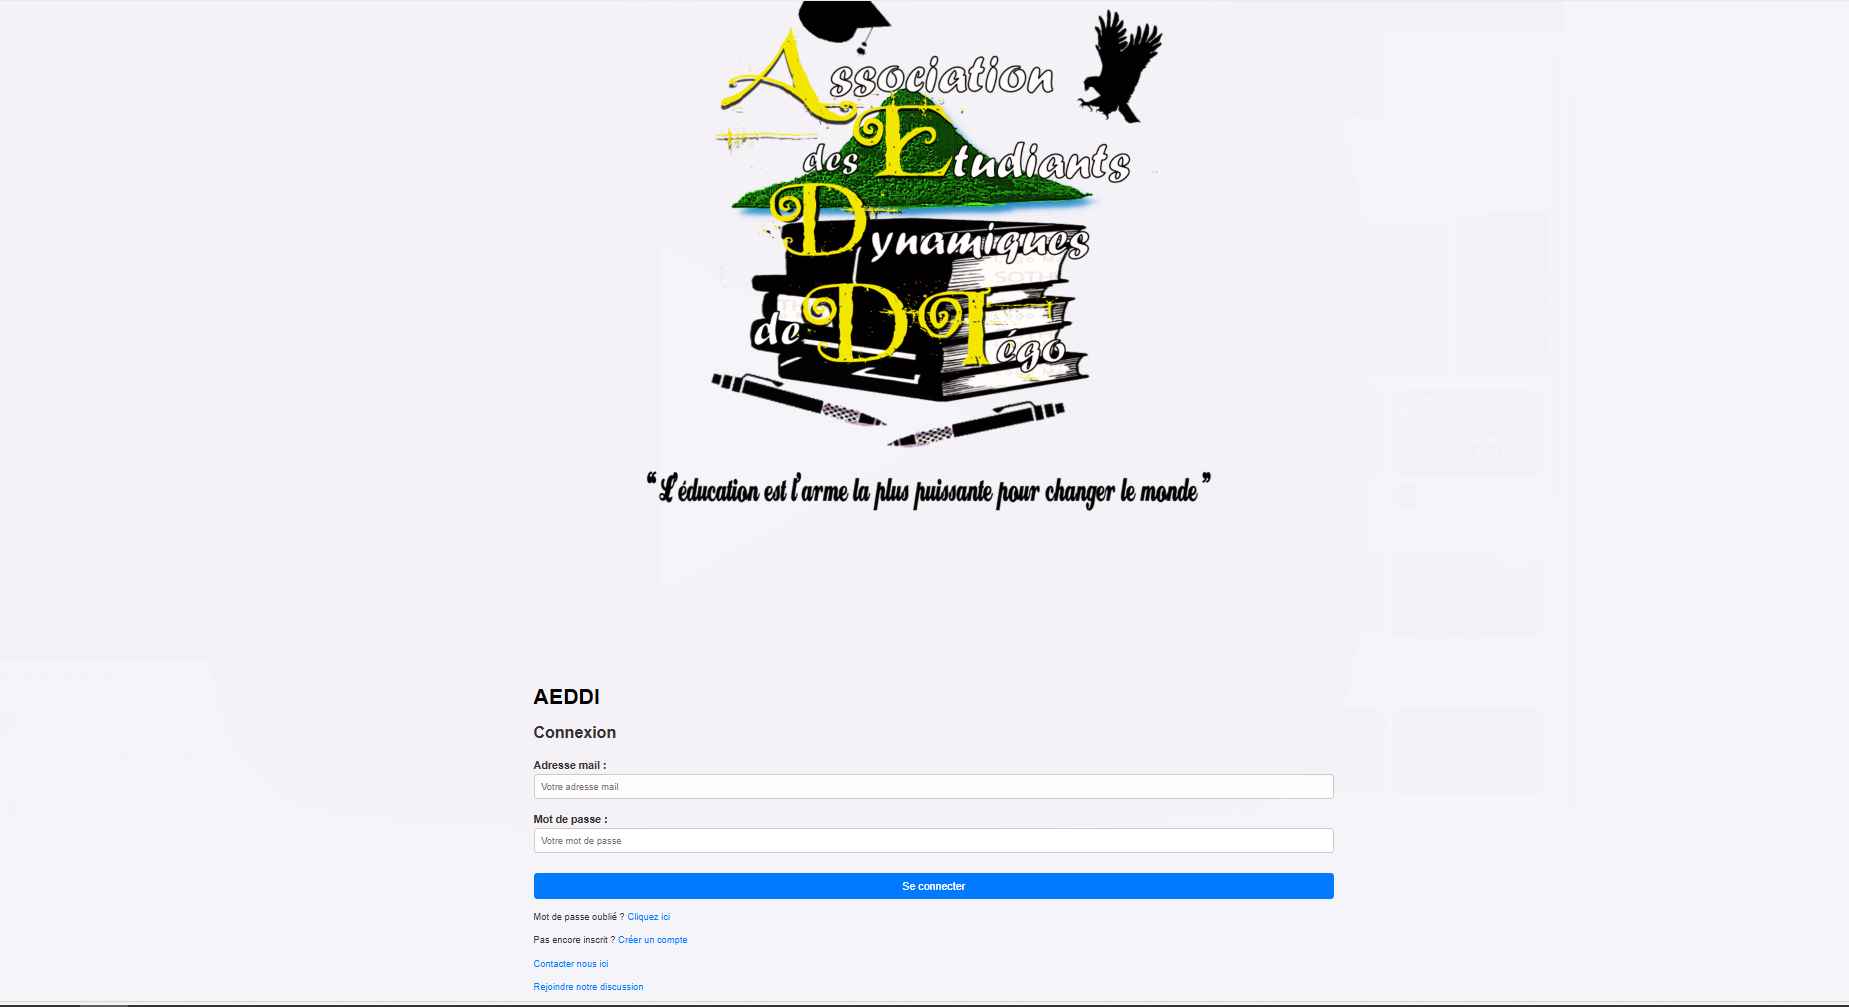 Association
des Etudiants
Dynamiques
de DIégo
“L'éducation est l'arme la plus puissante pour changer le monde”
AEDDI
Connexion
Adresse mail :
Votre adresse mail
Mot de passe :
Votre mot de passe
Se connecter
Mot de passe oublié ? Cliquez ici
Pas encore inscrit ? Créer un compte
Contacter nous ici
Rejoindre notre discussion